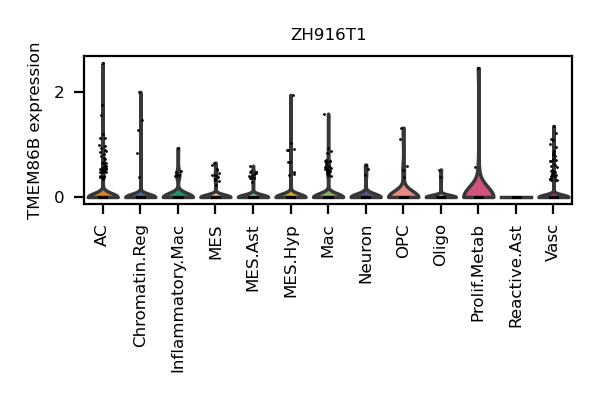 ZH916T1
TMEM86B expression
2
0
AC
Chromatin.Reg
Inflammatory.Mac
MES
MES.Ast
MES.Hyp
Mac
Neuron
OPC
Oligo
Prolif.Metab
Reactive.Ast
Vasc